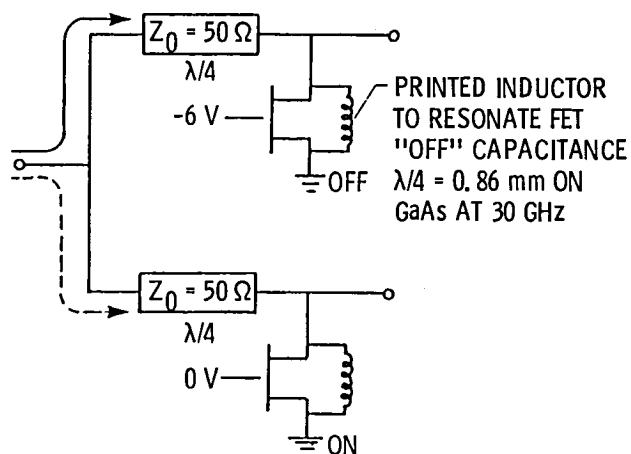 Z₀ = 50 Ω
λ/4
-6 V
PRINTED INDUCTOR
TO RESONATE FET
"OFF" CAPACITANCE
λ/4 = 0.86 mm ON
GaAs AT 30 GHz
OFF
Z₀ = 50 Ω
λ/4
0 V
ON